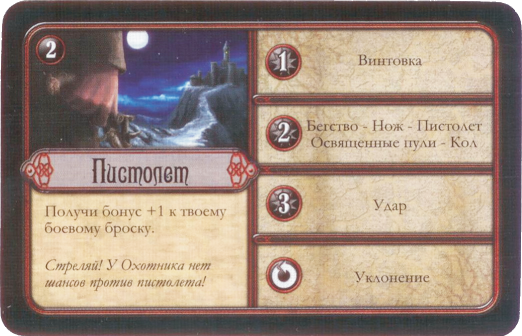 2
Пистолет
Получи бонус +1 к твоему
боевому броску.
Стреляй! У Охотника нет
шансов против пистолета!
1
Винтовка
2
Бегство - Нож - Пистолет
Освященные пули - Кол
3
Удар
Уклонение